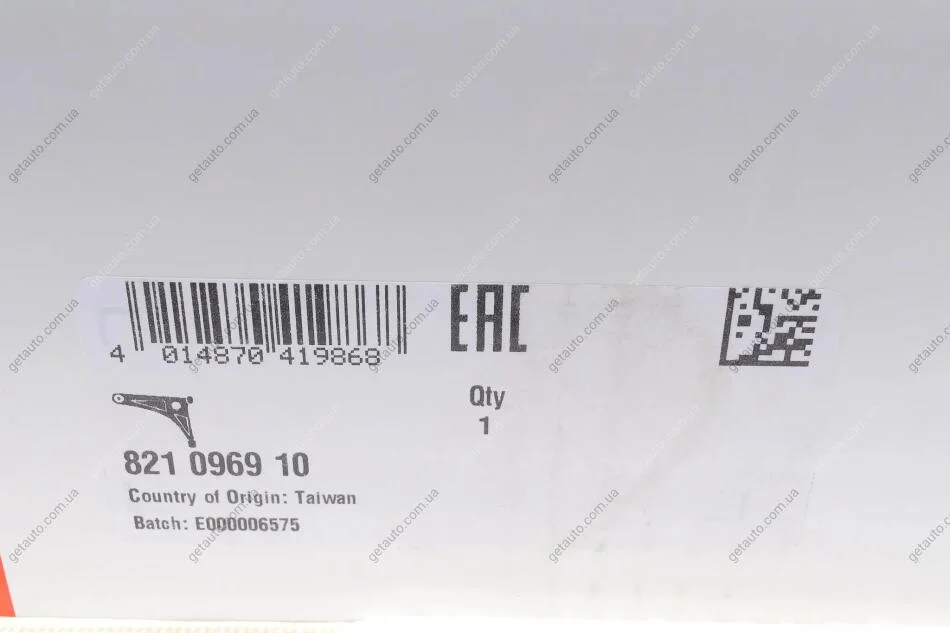 4 014870 419868
EAC
Qty
1
821 0969 10
Country of Origin: Taiwan
Batch: E000006575
getauto.com.ua